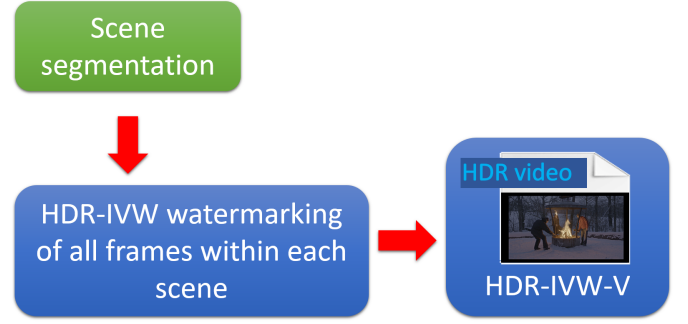 Scene
segmentation
HDR-IVW watermarking
of all frames within each
scene
HDR video
HDR-IVW-V